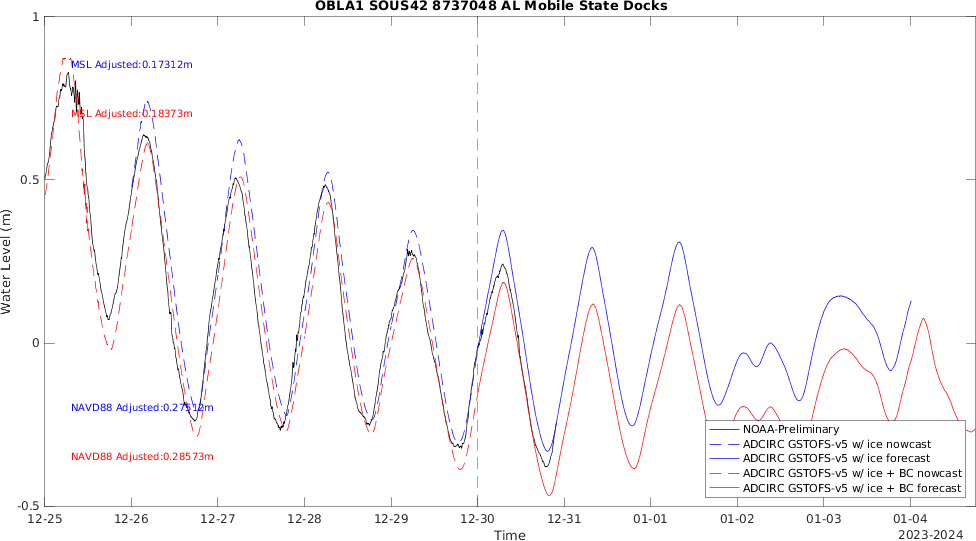 OBLA1 SOUS42 8737048 AL Mobile State Docks
1
MSL Adjusted:0.17312m
MSL Adjusted:0.18373m
0.5
Water Level (m)
0
NAVD88 Adjusted:0.27512m
NAVD88 Adjusted:0.28573m
NOAA-Preliminary
ADCIRC GSTOFS-v5 w/ ice nowcast
ADCIRC GSTOFS-v5 w/ ice forecast
ADCIRC GSTOFS-v5 w/ ice + BC nowcast
ADCIRC GSTOFS-v5 w/ ice + BC forecast
-0.5
12-25 12-26 12-27 12-28 12-29 12-30 12-31 01-01 01-02 01-03 01-04
Time
2023-2024